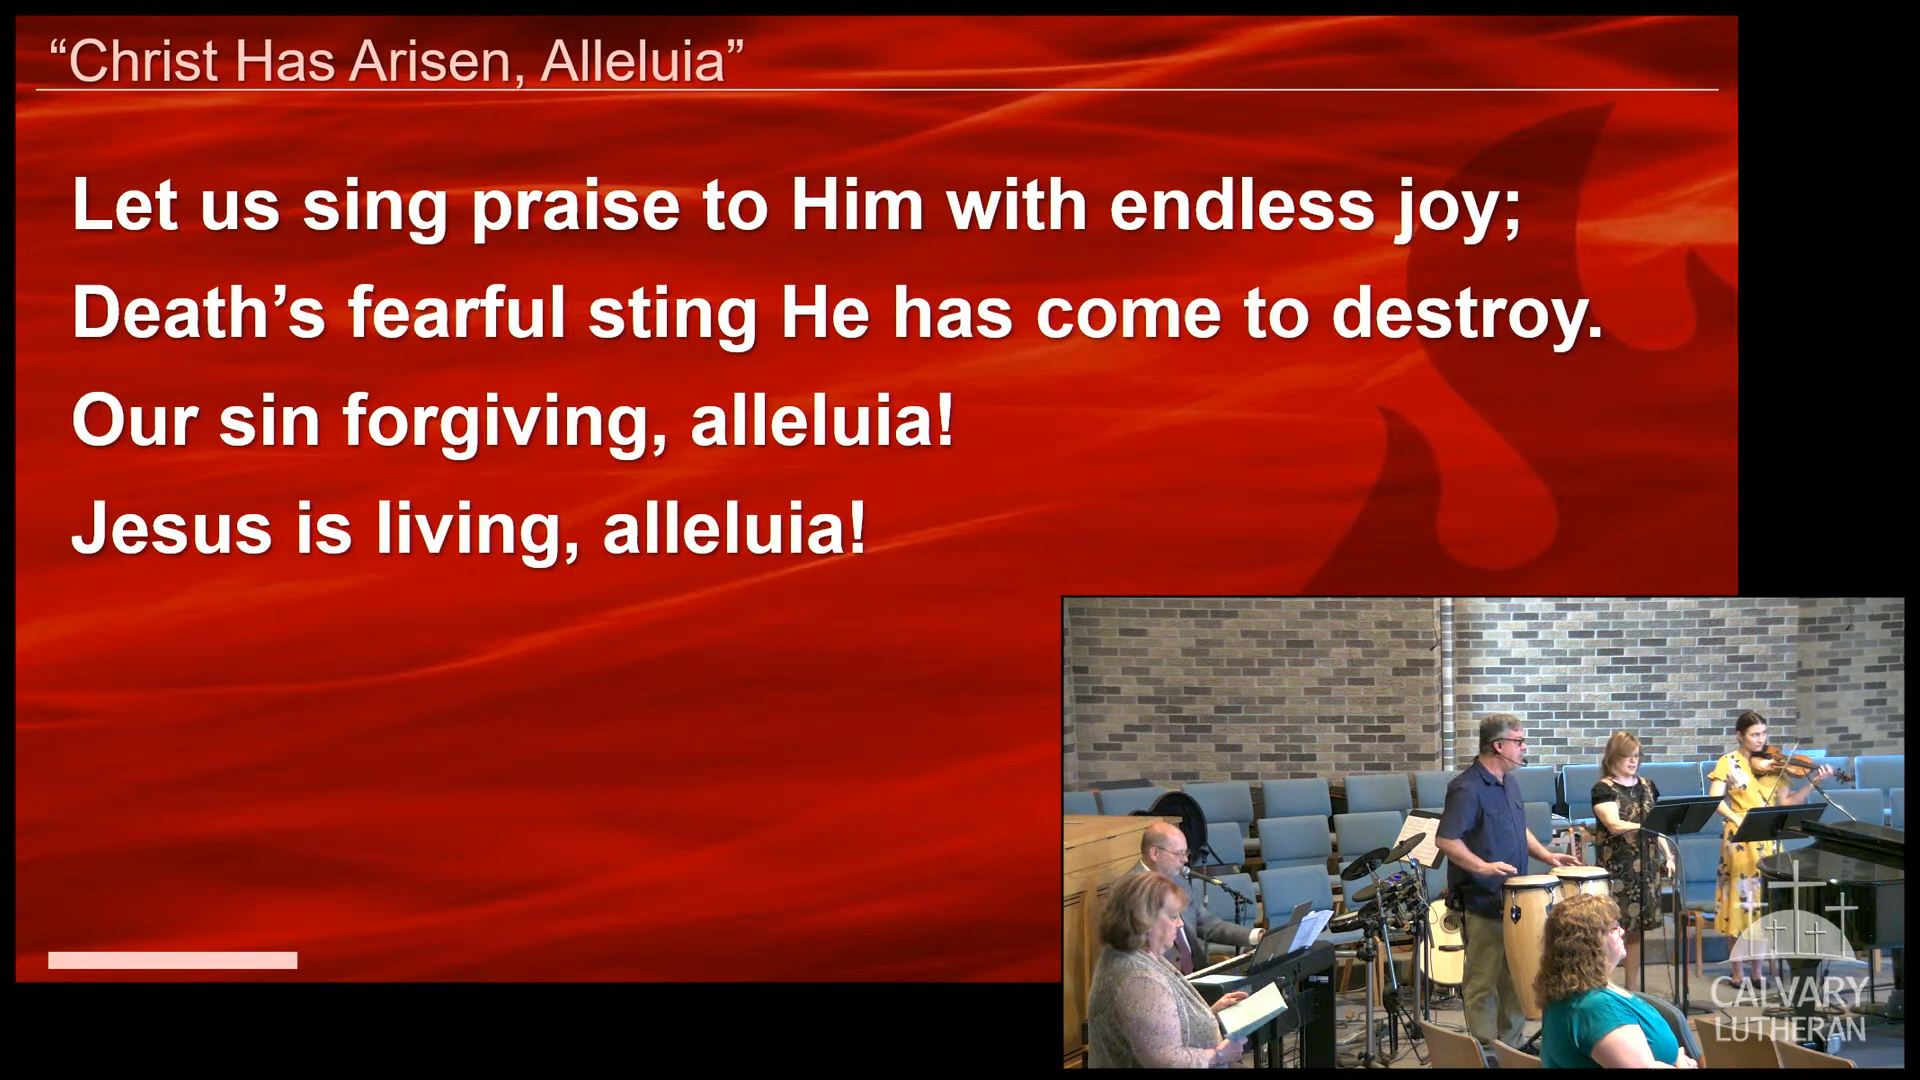 “Christ Has Arisen, Alleluia”
Let us sing praise to Him with endless joy;
Death’s fearful sting He has come to destroy.
Our sin forgiving, alleluia!
Jesus is living, alleluia!
CALVARY
LUTHERAN